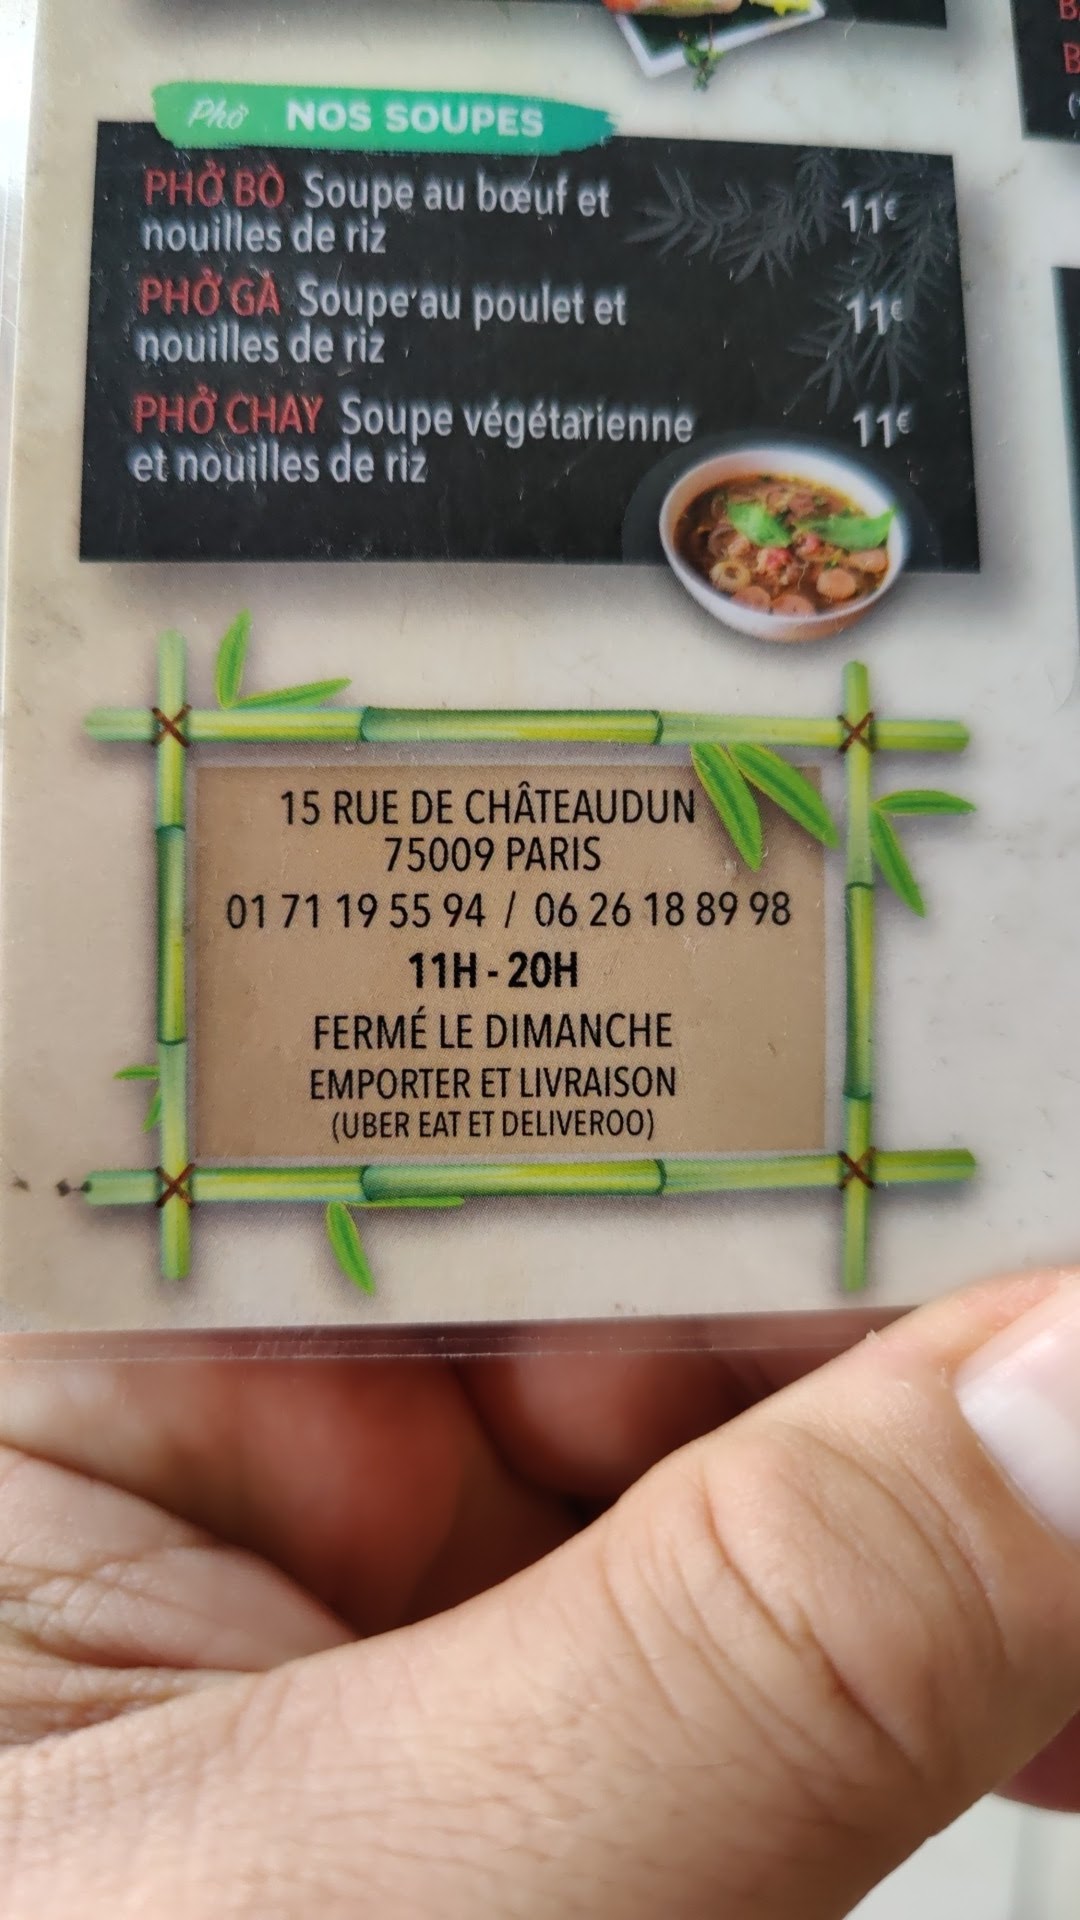 Phở NOS SOUPES
PHỞ BÒ Soupe au bœuf et 11€
nouilles de riz
PHỞ GÀ Soupe au poulet et 11€
nouilles de riz
PHỞ CHAY Soupe végétarienne 11€
et nouilles de riz
15 RUE DE CHÂTEAUDUN
75009 PARIS
01 71 19 55 94 / 06 26 18 89 98
11H - 20H
FERMÉ LE DIMANCHE
EMPORTER ET LIVRAISON
(UBER EAT ET DELIVEROO)